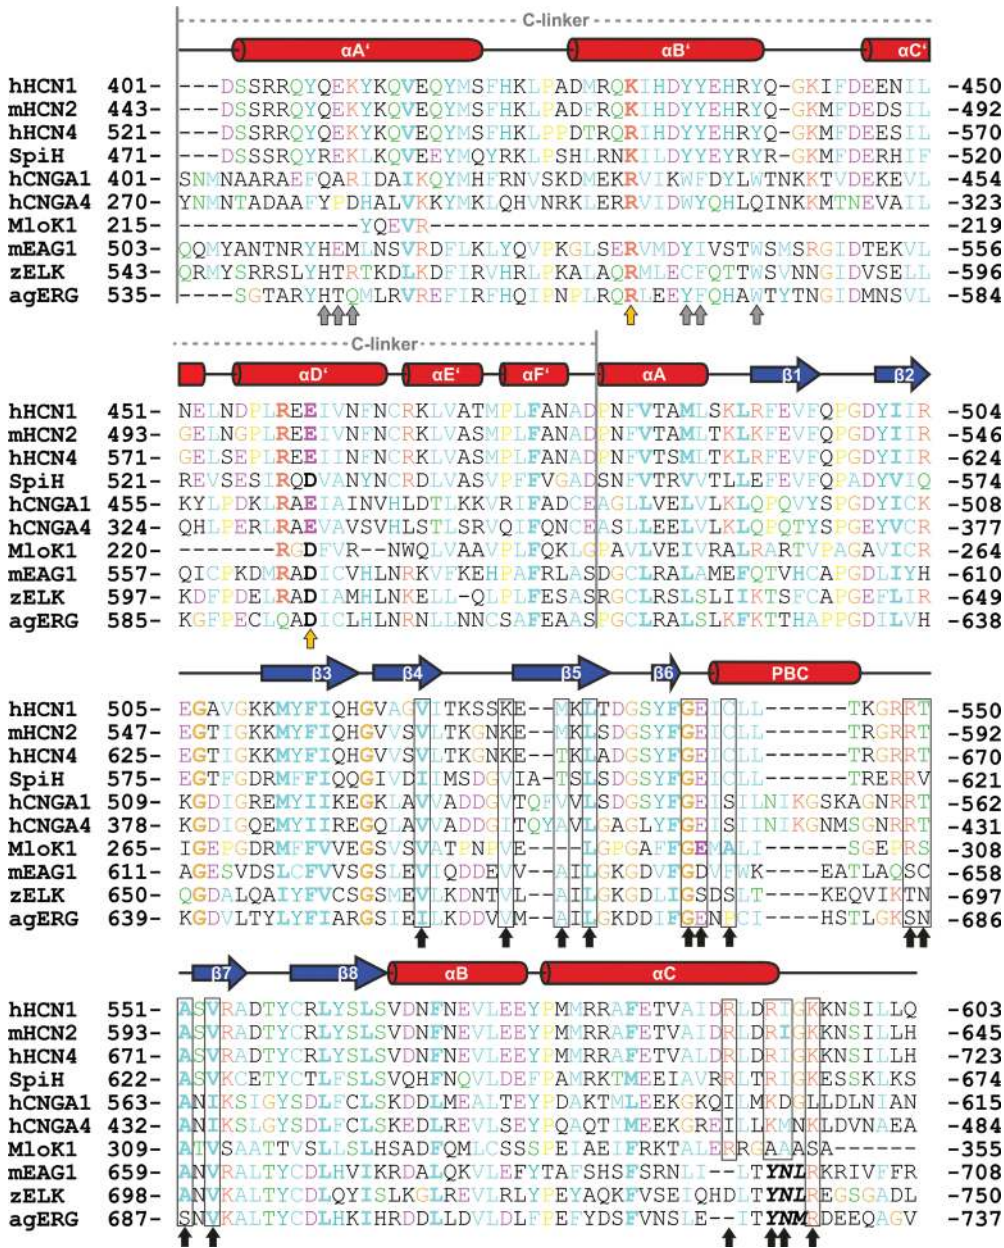 C-linker
αA' αB' αC'
hHCN1 401- ---DSSRRQYQEKYKQVEQYMSFHKLPADMRQKIHDYYEHRYQ-GKIFDEENIL -450
mHCN2 443- ---DSSRRQYQEKYKQVEQYMSFHKLPADFRQKIHDYYEHRYQ-GKMFDEDSIL -492
hHCN4 521- ---DSSRRQYQEKYKQVEQYMSFHKLPPDTRQRIHDYYEHRYQ-GKMFDEESIL -570
SpiH 471- ---DSSSRQYREKLKQVEEYMQYRKLPSHLRNKILDYYEYRYR-GKMFDERHIF -520
hCNGA1 401- SNMNAARAEFQARIDAIKQYMHFRNVSKDMEKRVIKWFDYLWTNKKTVDEKEVL -454
hCNGA4 270- YNMNTADAAFYPDHALVKKYMKLQHVNRKLERRVIDWYQHLQINKKMTNEVAIL -323
MloK1 215- -------------YQEVR------------------------------------ -219
mEAG1 503- QQMYANTNRYHEMLNSVRDFLKLYQVPKGLSERVMDYIVSTWSMSRGIDTEKVL -556
zELK 543- QRMYSRRSLYHTRTKDLKDFIRVHRLPKALAQRMLECFQTTWSVNNGIDVSELL -596
agERG 535- ----SGTARYHTQMLRVREFIRFHQIPNPLRQRLEEYFQHAWTYTNGIDMNSVL -584
C-linker
αD' αE' αF' αA β1 β2
hHCN1 451- NELNDPLREEIVNFNCRKLVATMPLFANADPNFVTAMLSKLRFEVFQPGDYIIR -504
mHCN2 493- GELNGPLREEIVNFNCRKLVASMPLFANADPNFVTAMLTKLKFEVFQPGDYIIR -546
hHCN4 571- GELSEPLREEIINFNCRKLVASMPLFANADPNFVTSMLTKLRFEVFQPGDYIIR -624
SpiH 521- REVSESIRQDVANYNCRDLVASVPFFVGADSNFVTRVVTLLEFEVFQPADYVIQ -574
hCNGA1 455- KYLPDKLRAEIAINVHLDTLKKVRIFADCEAGLLVELVLKLQPQVYSPGDYICK -508
hCNGA4 324- QHLPERLRAEVAVSVHLSTLSRVQIFQNCEASLLEELVLKLQPQTYSPGEYVCR -377
MloK1 220- -------RGDFVR--NWQLVAAVPLFQKLGPAVLVEIVRALRARTVPAGAVICR -264
mEAG1 557- QICPKDMRADICVHLNRKVFKEHPAFRLASDGCLRALAMEFQTVHCAPGDLIYH -610
zELK 597- KDFPDELRADIAMHLNKELL-QLPLFESASRGCLRSLSLIIKTSFCAPGEFLIR -649
agERG 585- KGFPECLQADICLHLNRNLLNNCSAFEAASPGCLRALSLKFKTTHAPPGDILVH -638
β3 β4 β5 β6 PBC
hHCN1 505- EGAVGKKMYFIQHGVAGVITKSSKE--MKLTDGSYFGEICLL------TKGRRT -550
mHCN2 547- EGTIGKKMYFIQHGVVSVLTKGNKE--MKLSDGSYFGEICLL------TRGRRT -592
hHCN4 625- EGTIGKKMYFIQHGVVSVLTKGNKE--TKLADGSYFGEICLL------TRGRRT -670
SpiH 575- EGTFGDRMFFIQQGIVDIIMSDGVIA-TSLSDGSYFGEICLL------TRERRV -621
hCNGA1 509- KGDIGREMYIIKEGKLAVVADDGVTQFVVLSDGSYFGEISILNIKGSKAGNRRT -562
hCNGA4 378- KGDIGQEMYIIREGQLAVVADDGITQYAVLGAGLYFGEISIINIKGNMSGNRRT -431
MloK1 265- IGEPGDRMFFVVEGSVSVATPNPVE----LGPGAFFGEMALI------SGEPRS -308
mEAG1 611- AGESVDSLCFVVSGSLEVIQDDEVV--AILGKGDVFGDVFWK----EATLAQSC -658
zELK 650- QGDALQAIYFVCSGSMEVLKDNTVL--AILGKGDLIGSDSLT----KEQVIKTN -698
agERG 639- KGDVLTYLYFIARGSIEILKDDVVM--AILGKDDIFGENPCI----HSTLGKSN -686
β7 β8 αB αC
hHCN1 551- ASVRADTYCRLYSLSVDNFNEVLEEYPMMRRAFETVAIDRLDRIGKKNSILLQ -603
mHCN2 593- ASVRADTYCRLYSLSVDNFNEVLEEYPMMRRAFETVAIDRLDRIGKKNSILLH -645
hHCN4 671- ASVRADTYCRLYSLSVDNFNEVLEEYPMMRRAFETVALDRLDRIGKKNSILLH -723
SpiH 622- ASVKCETYCTLFSLSVQHFNQVLDEFPAMRKTMEEIAVRRLTRIGKESSKLKS -674
hCNGA1 563- ANIKSIGYSDLFCLSKDDLMEALTEYPDAKTMLEEKGKQILMKDGLLDLNIAN -615
hCNGA4 432- ANIKSLGYSDLFCLSKEDLREVLSEYPQAQTIMEEKGREILLKMNKLDVNAEA -484
MloK1 309- ATVSAATTVSLLSLHSADFQMLCSSSPEIAEIFRKTALERRGAAASA------ -355
mEAG1 659- ANVRALTYCDLHVIKRDALQKVLEFYTAFSHSFSRNLI--LTYNLRKRIVFFR -708
zELK 698- ANVKALTYCDLQYISLKGLREVLRLYPEYAQKFVSEIQHDLTYNLREGSGADL -750
agERG 687- SNVKALTYCDLHKIHRDDLLDVLDLFPEFYDSFVNSLE--ITYNMRDEEQAGV -737